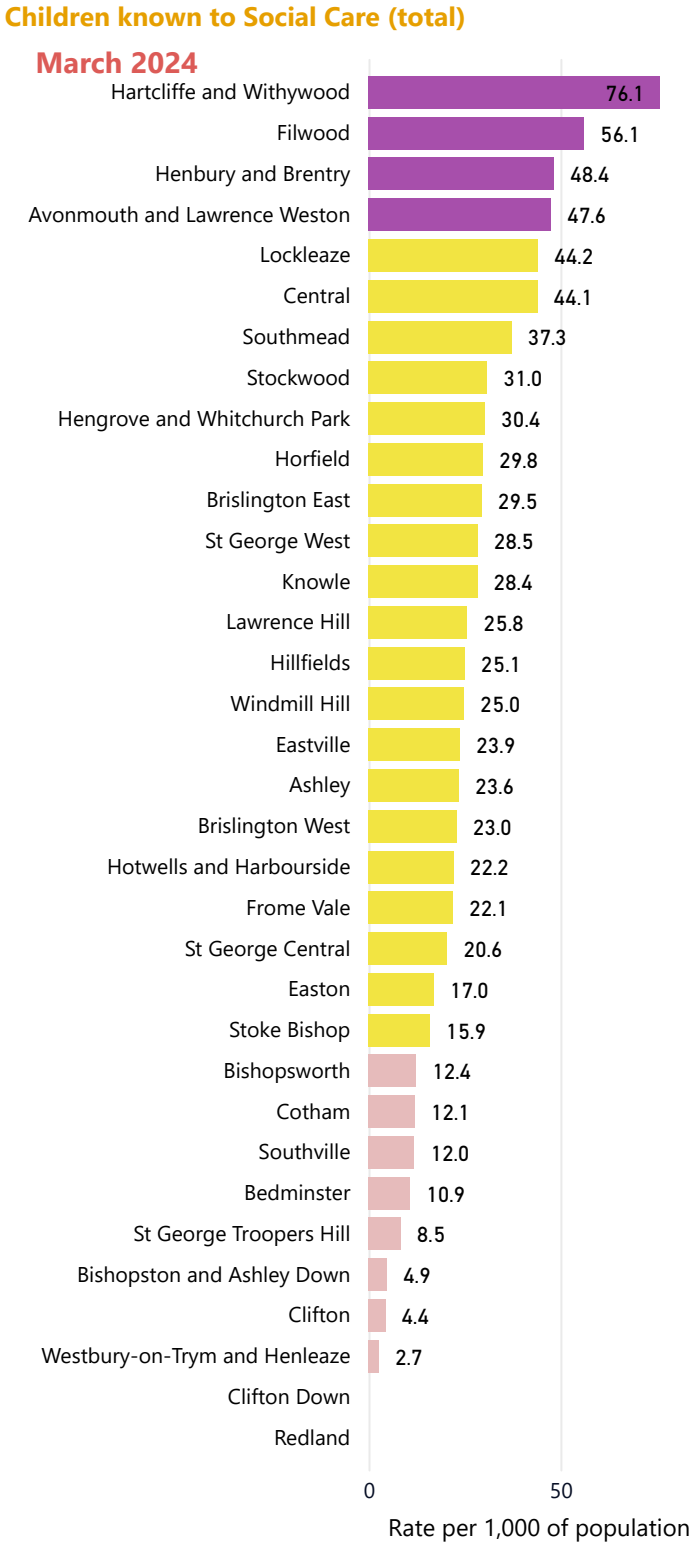 Children known to Social Care (total)
March 2024
Hartcliffe and Withywood 76.1
Filwood 56.1
Henbury and Brentry 48.4
Avonmouth and Lawrence Weston 47.6
Lockleaze 44.2
Central 44.1
Southmead 37.3
Stockwood 31.0
Hengrove and Whitchurch Park 30.4
Horfield 29.8
Brislington East 29.5
St George West 28.5
Knowle 28.4
Lawrence Hill 25.8
Hillfields 25.1
Windmill Hill 25.0
Eastville 23.9
Ashley 23.6
Brislington West 23.0
Hotwells and Harbourside 22.2
Frome Vale 22.1
St George Central 20.6
Easton 17.0
Stoke Bishop 15.9
Bishopsworth 12.4
Cotham 12.1
Southville 12.0
Bedminster 10.9
St George Troopers Hill 8.5
Bishopston and Ashley Down 4.9
Clifton 4.4
Westbury-on-Trym and Henleaze 2.7
Clifton Down
Redland
0 50
Rate per 1,000 of population